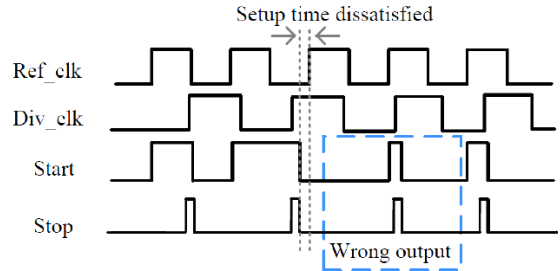 Setup time dissatisfied
Ref_clk
Div_clk
Start
Stop
Wrong output